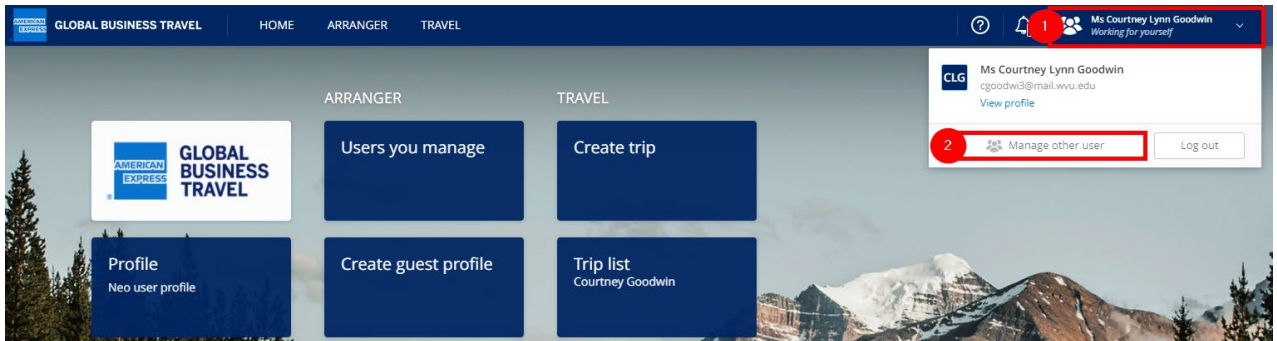 AMERICAN EXPRESS GLOBAL BUSINESS TRAVEL HOME ARRANGER TRAVEL
1
Ms Courtney Lynn Goodwin
Working for yourself
CLG
Ms Courtney Lynn Goodwin
cgoodwi3@mail.wvu.edu
View profile
2
Manage other user
Log out
ARRANGER
TRAVEL
AMERICAN
EXPRESS
®
GLOBAL
BUSINESS
TRAVEL
Users you manage
Create trip
Profile
Neo user profile
Create guest profile
Trip list
Courtney Goodwin